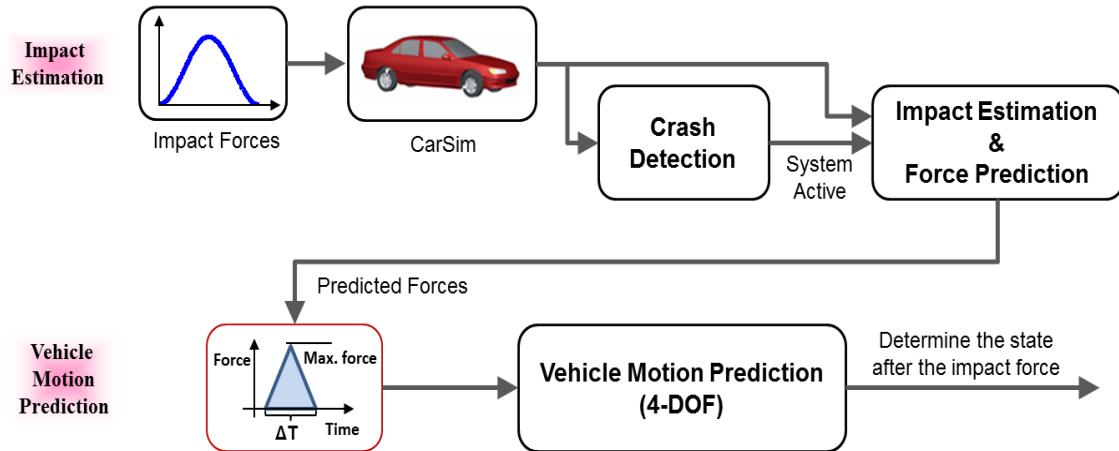 Impact
Estimation
Impact Forces
CarSim
Crash
Detection
System
Active
Impact Estimation
&
Force Prediction
Predicted Forces
Vehicle
Motion
Prediction
Force
Max. force
Time
ΔT
Vehicle Motion Prediction
(4-DOF)
Determine the state
after the impact force